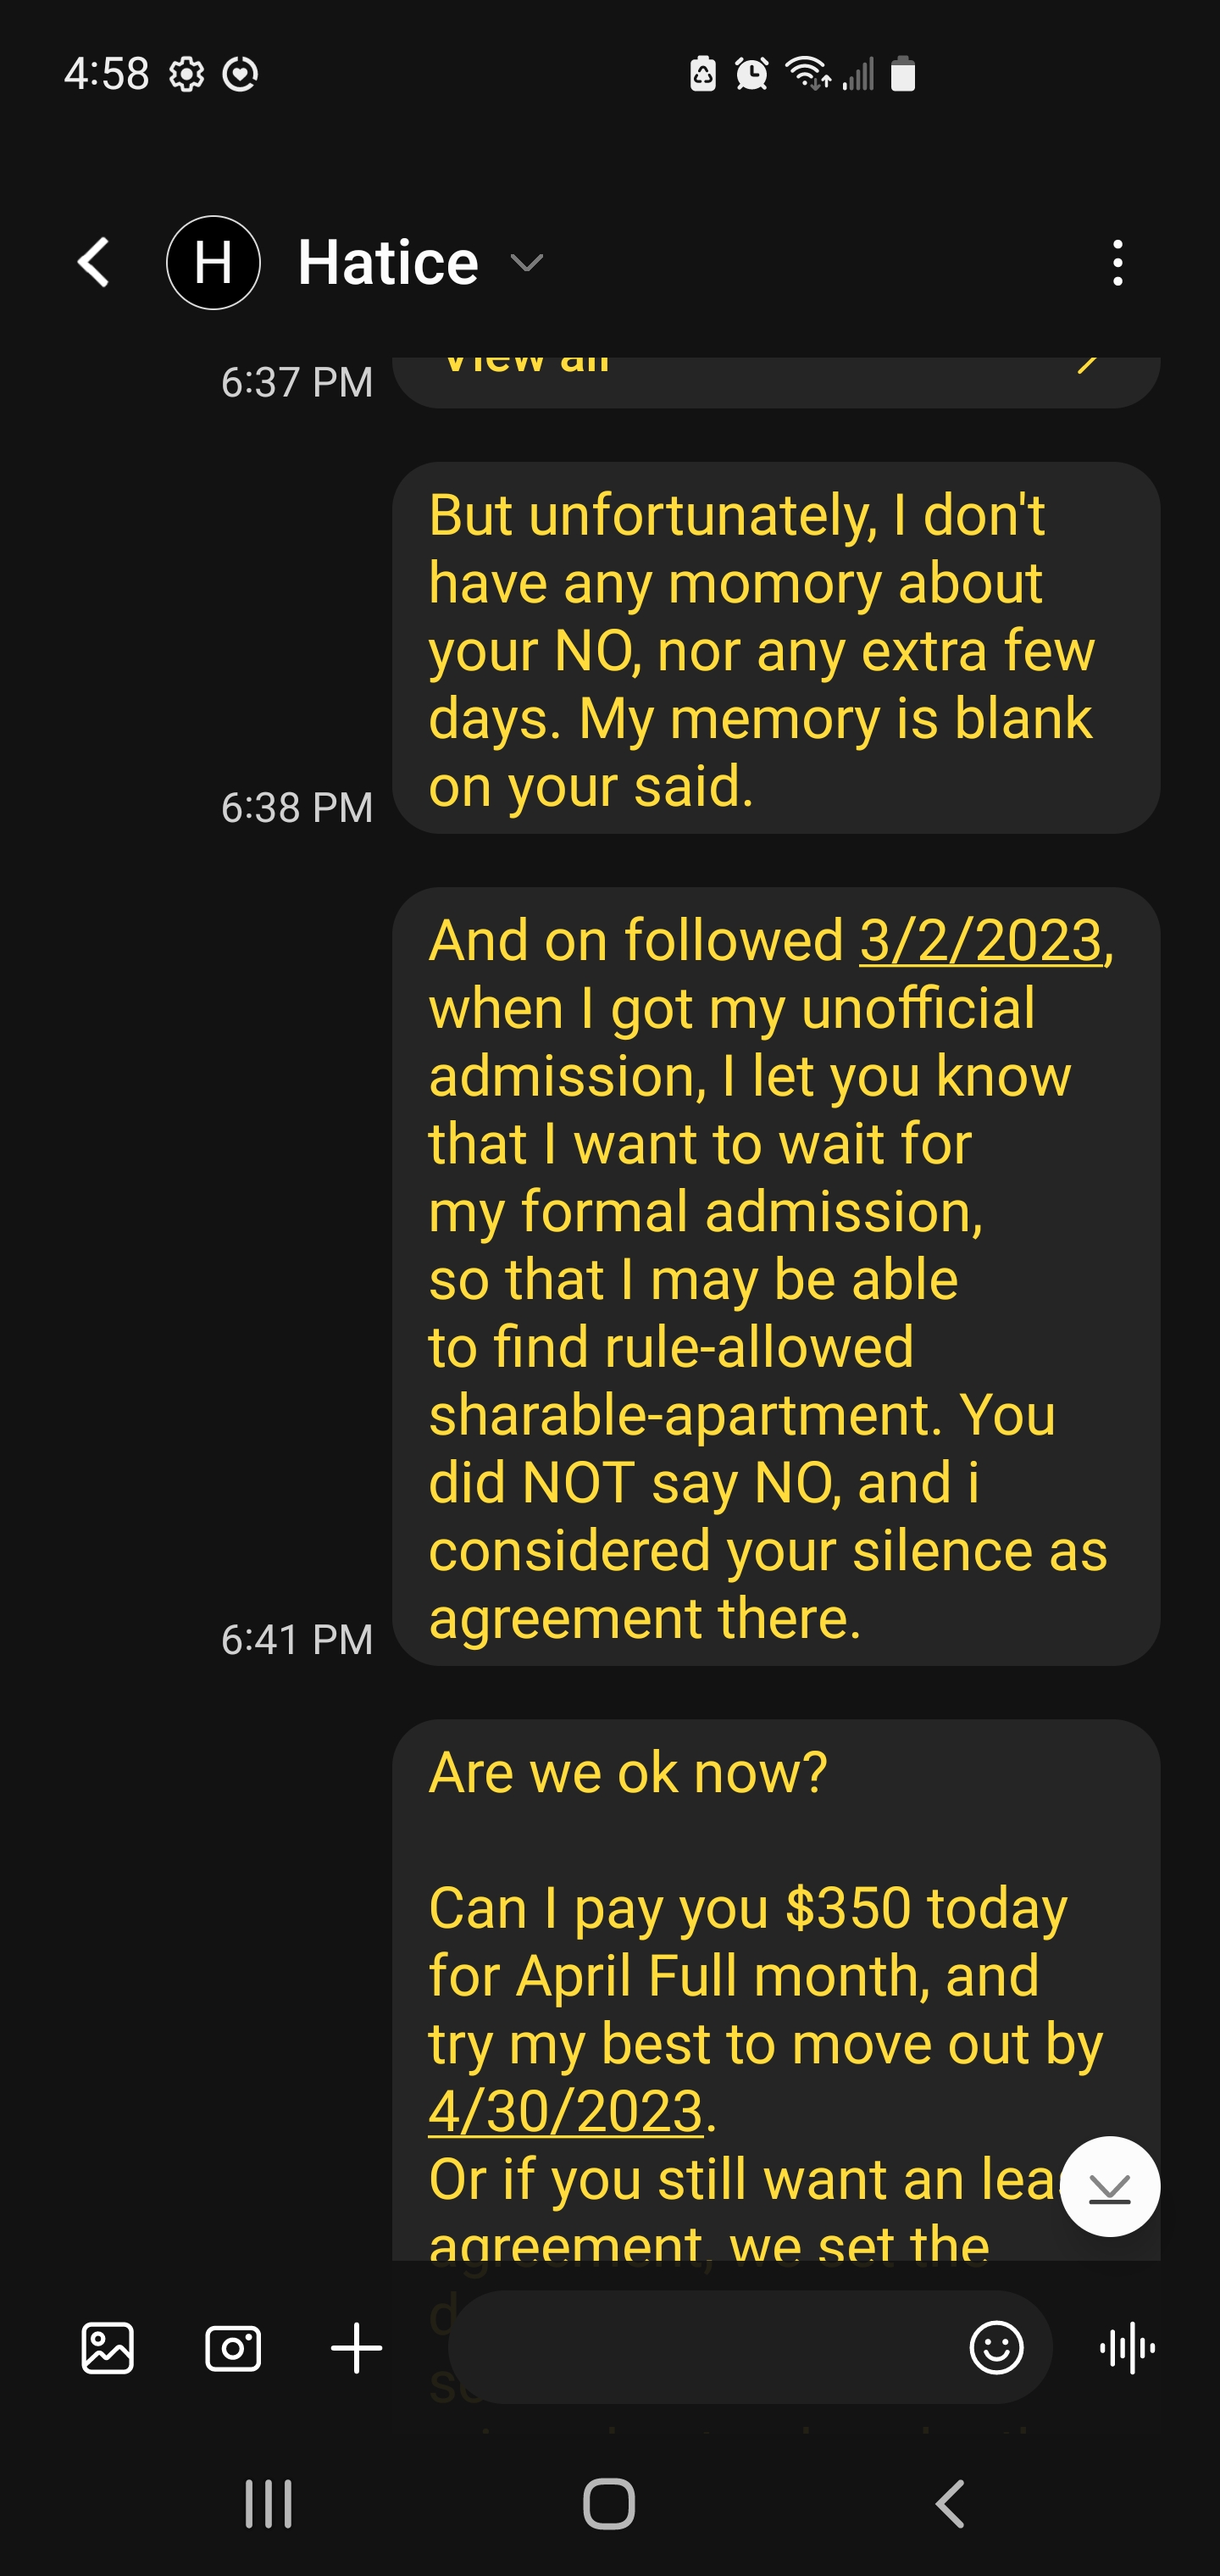 4:58
H Hatice
View all
6:37 PM
But unfortunately, I don't
have any momory about
your NO, nor any extra few
days. My memory is blank
on your said.
6:38 PM
And on followed 3/2/2023,
when I got my unofficial
admission, I let you know
that I want to wait for
my formal admission,
so that I may be able
to find rule-allowed
sharable-apartment. You
did NOT say NO, and i
considered your silence as
agreement there.
6:41 PM
Are we ok now?
Can I pay you $350 today
for April Full month, and
try my best to move out by
4/30/2023.
Or if you still want an
agreement, we set the